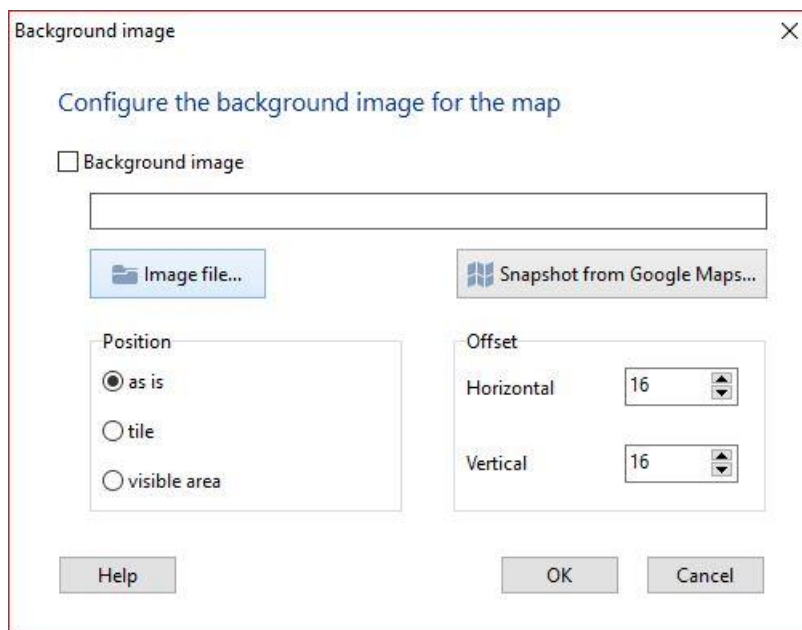 Background image
Configure the background image for the map
Background image
Image file...
Snapshot from Google Maps...
Position
as is
tile
visible area
Offset
Horizontal 16
Vertical 16
Help
OK
Cancel